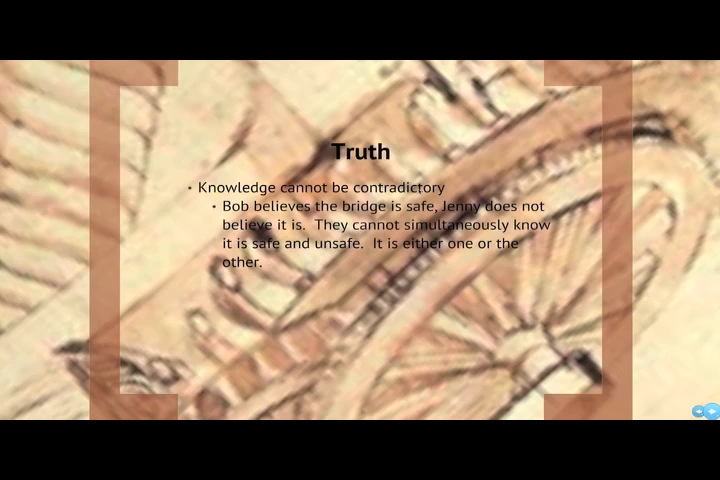 Truth
• Knowledge cannot be contradictory
• Bob believes the bridge is safe, Jenny does not
believe it is.  They cannot simultaneously know
it is safe and unsafe.  It is either one or the
other.